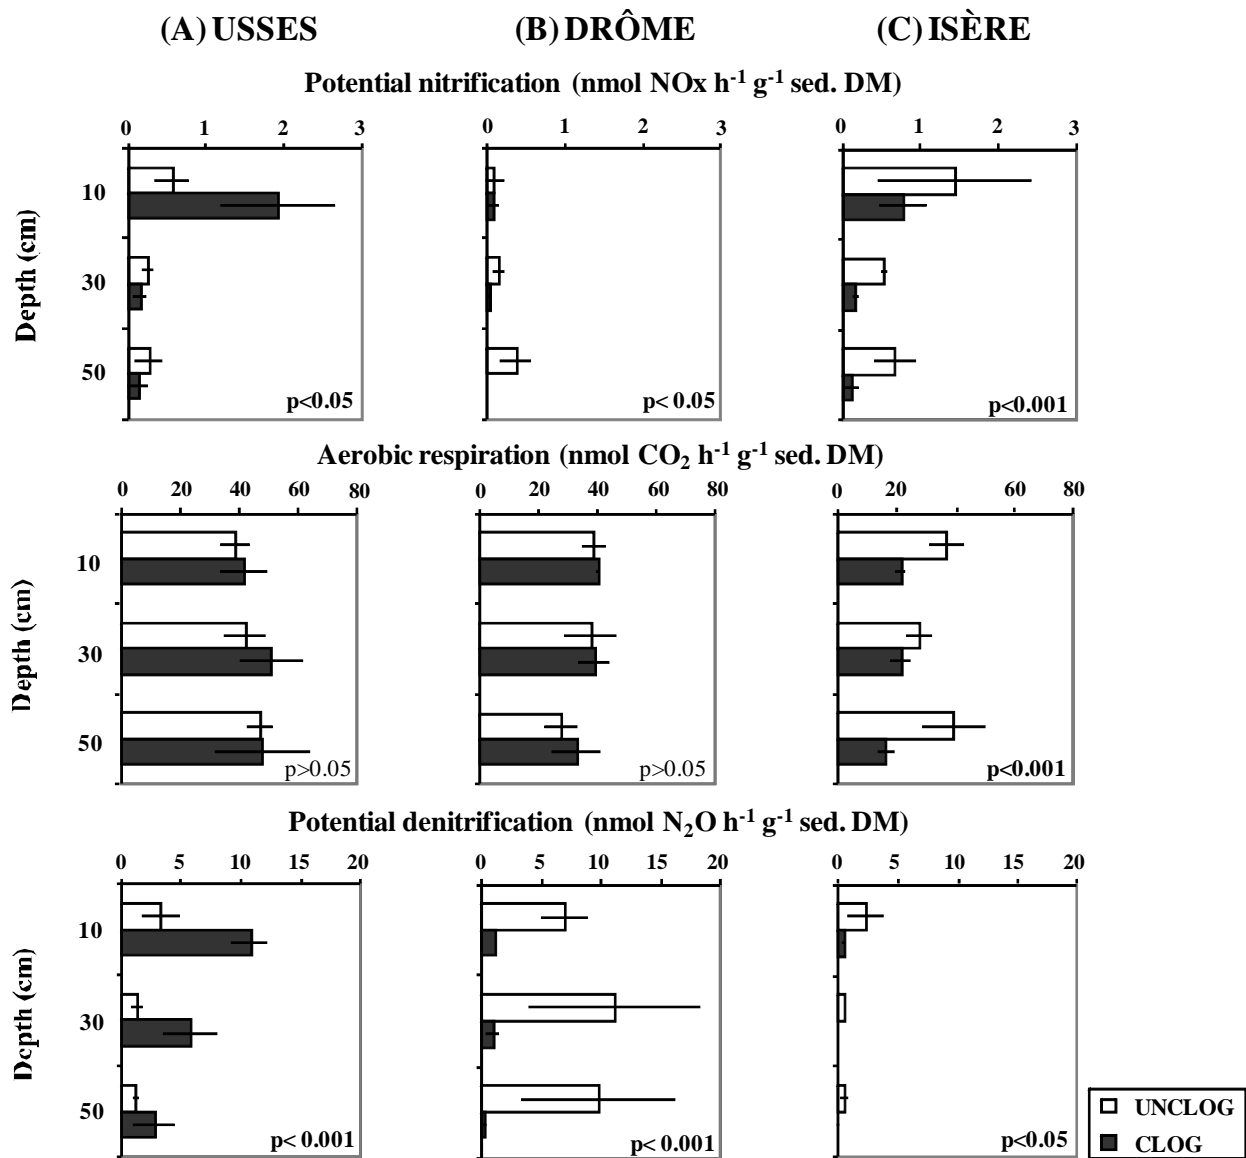 (A) USSES (B) DRÔME (C) ISÈRE
Potential nitrification (nmol NOx h⁻¹ g⁻¹ sed. DM)
0 1 2 3 0 1 2 3 0 1 2 3
Depth (cm)
10
30
50
p<0.05 p< 0.05 p<0.001
Aerobic respiration (nmol CO₂ h⁻¹ g⁻¹ sed. DM)
0 20 40 60 80 0 20 40 60 80 0 20 60 80
Depth (cm)
10
30
50
p>0.05 p>0.05 p<0.001
Potential denitrification (nmol N₂O h⁻¹ g⁻¹ sed. DM)
0 5 10 15 20 0 5 10 15 20 0 5 10 15 20
Depth (cm)
10
30
50
p< 0.001 p< 0.001 p<0.05
UNCLOG
CLOG